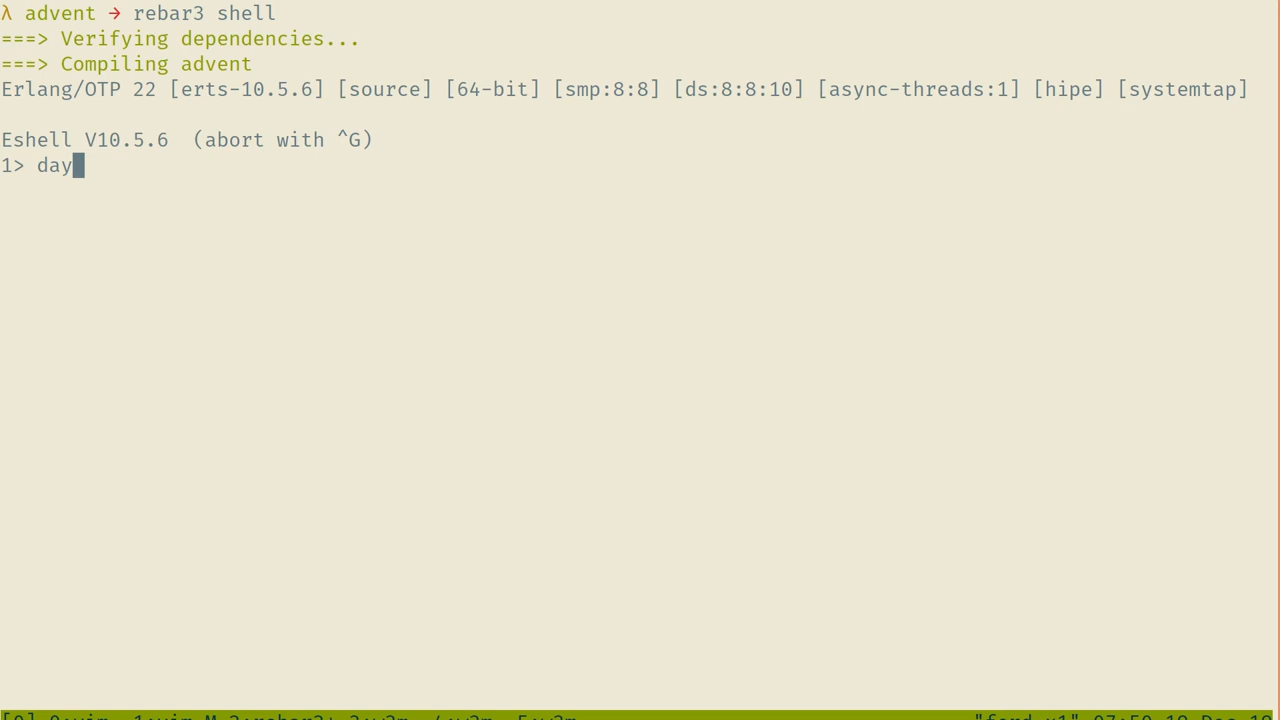 λ advent → rebar3 shell
===> Verifying dependencies...
===> Compiling advent
Erlang/OTP 22 [erts-10.5.6] [source] [64-bit] [smp:8:8] [ds:8:8:10] [async-threads:1] [hipe] [systemtap]
Eshell V10.5.6 (abort with ^G)
1> day